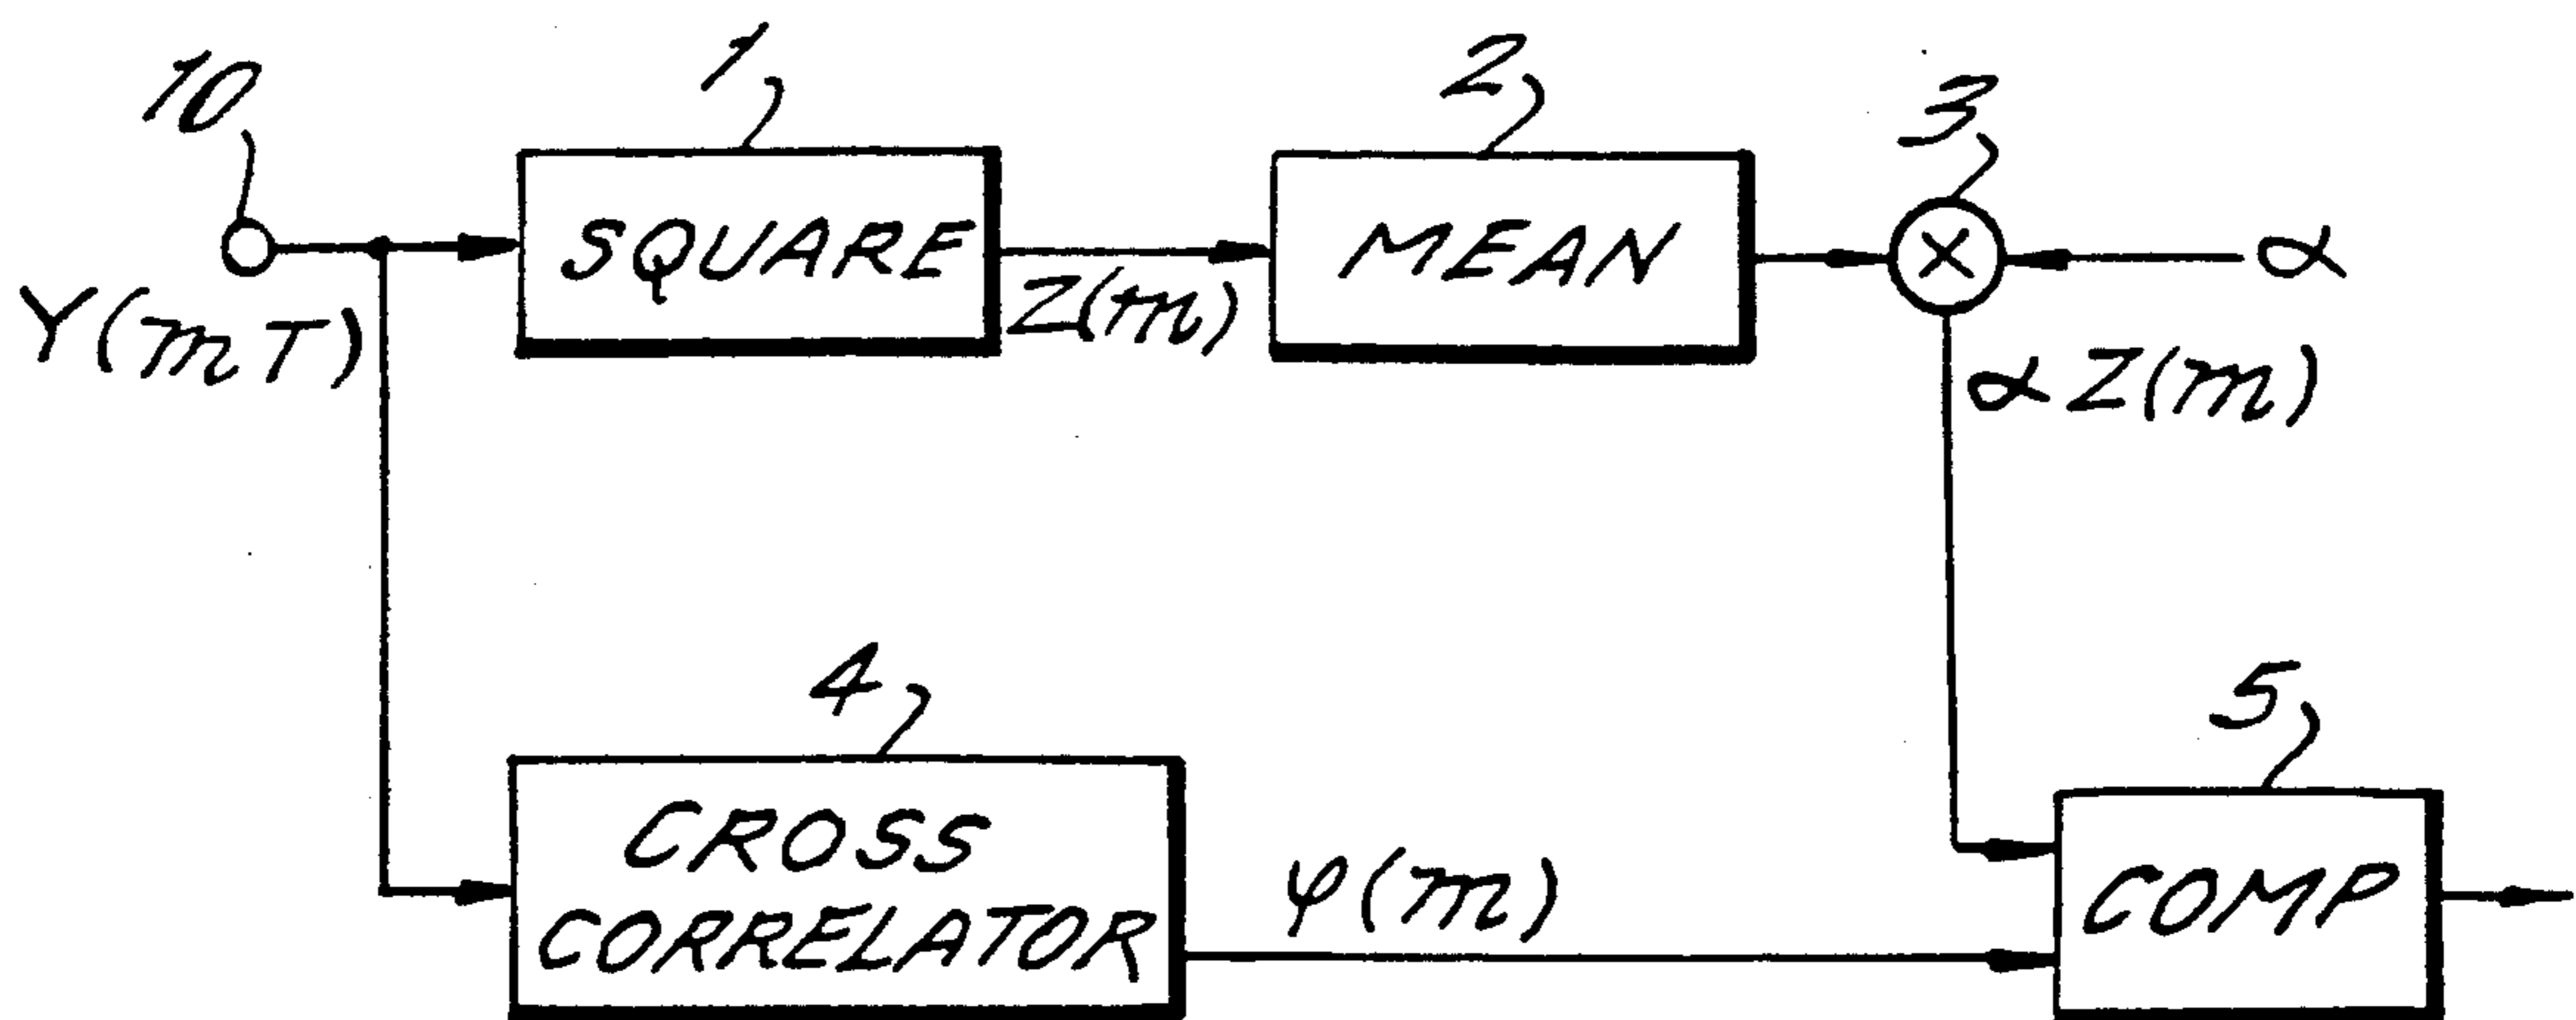 10
1
2
3
SQUARE
MEAN
X
α
Y(mT)
Z(m)
αZ(m)
4
5
CROSS
CORRELATOR
φ(m)
COMP